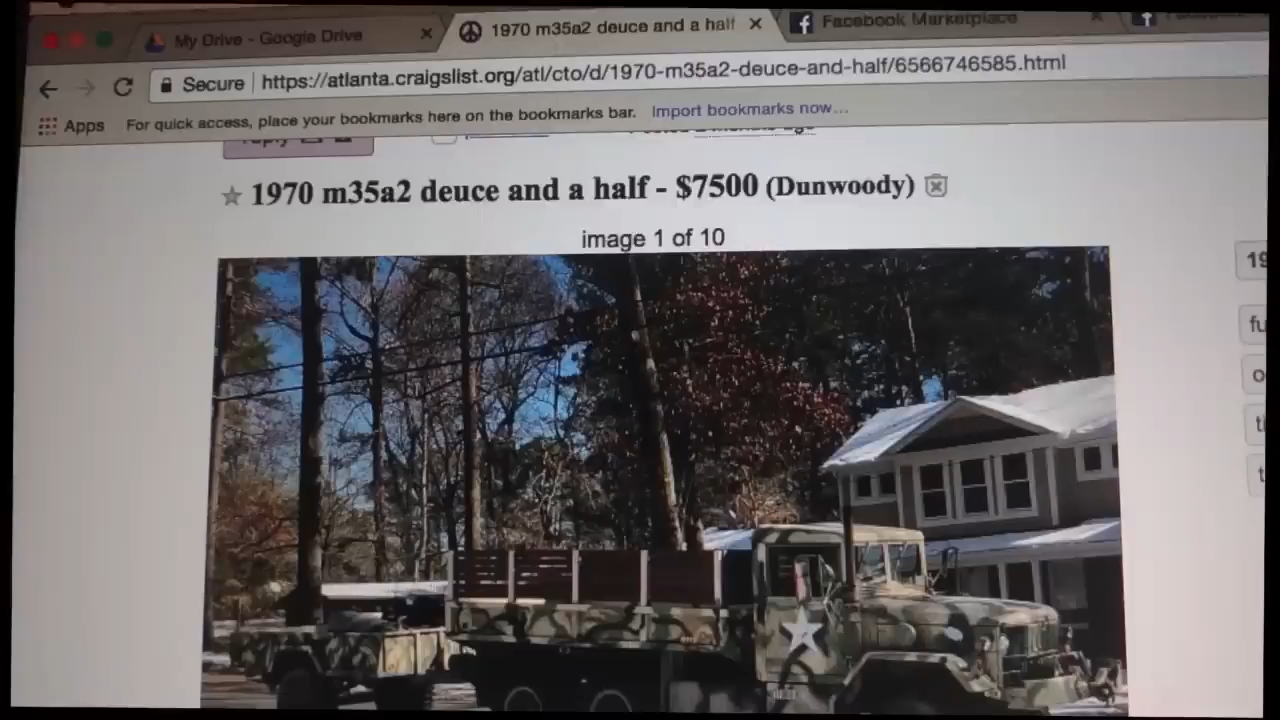 My Drive - Google Drive
1970 m35a2 deuce and a half
Facebook Marketplace
Secure https://atlanta.craigslist.org/atl/cto/d/1970-m35a2-deuce-and-half/6566746585.html
Apps For quick access, place your bookmarks here on the bookmarks bar. Import bookmarks now...
1970 m35a2 deuce and a half - $7500 (Dunwoody)
image 1 of 10
19
fu
o